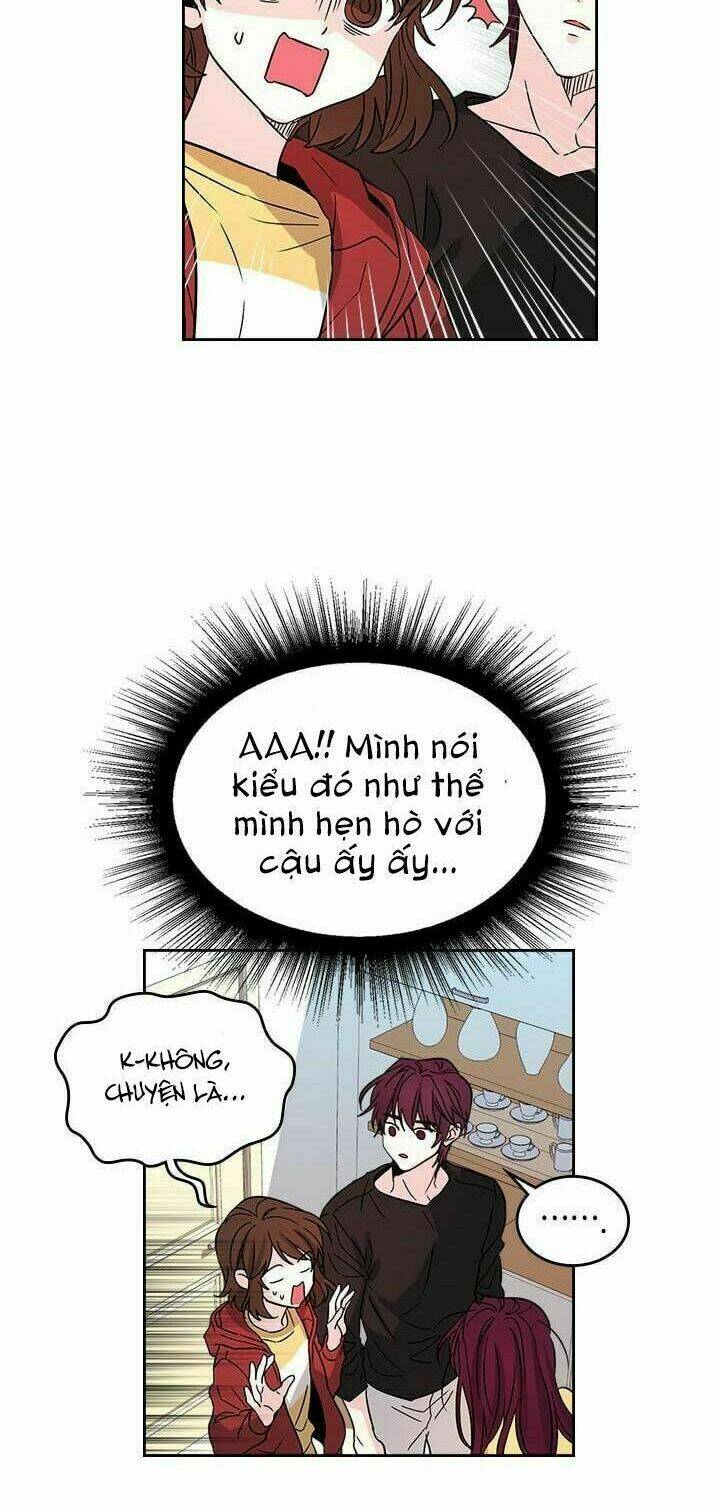 AAA!! Mình nói
kiểu đó như thể
mình hẹn hò với
cậu ấy ấy...
K-KHÔNG,
CHUYỆN LÀ...
.......